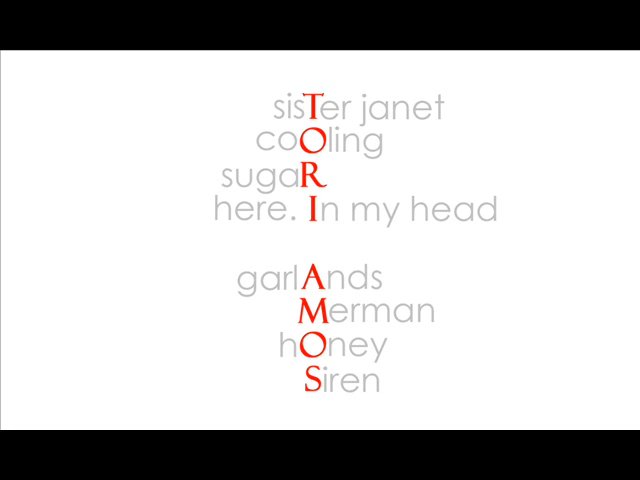 sisTer janet
coOling
sugaR
here. In my head
garlAnds
Merman
hOney
Siren